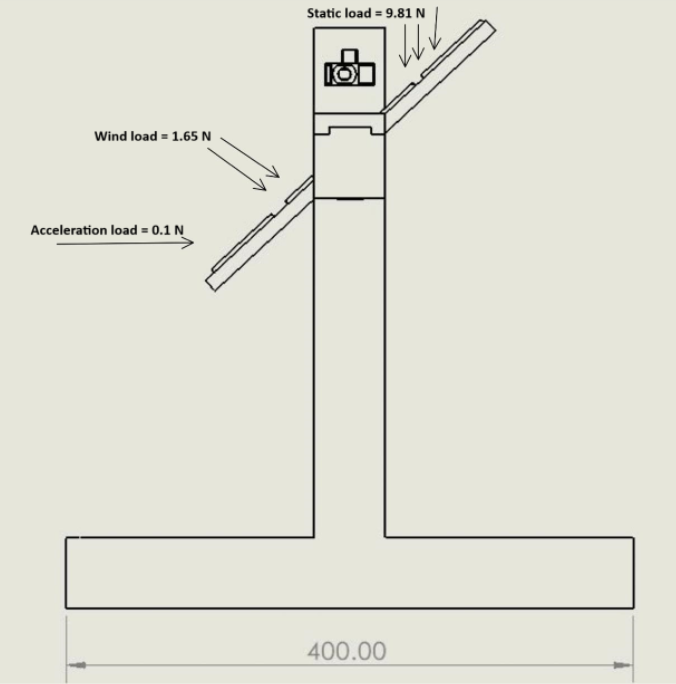 Static load = 9.81 N
Wind load = 1.65 N
Acceleration load = 0.1 N
400.00